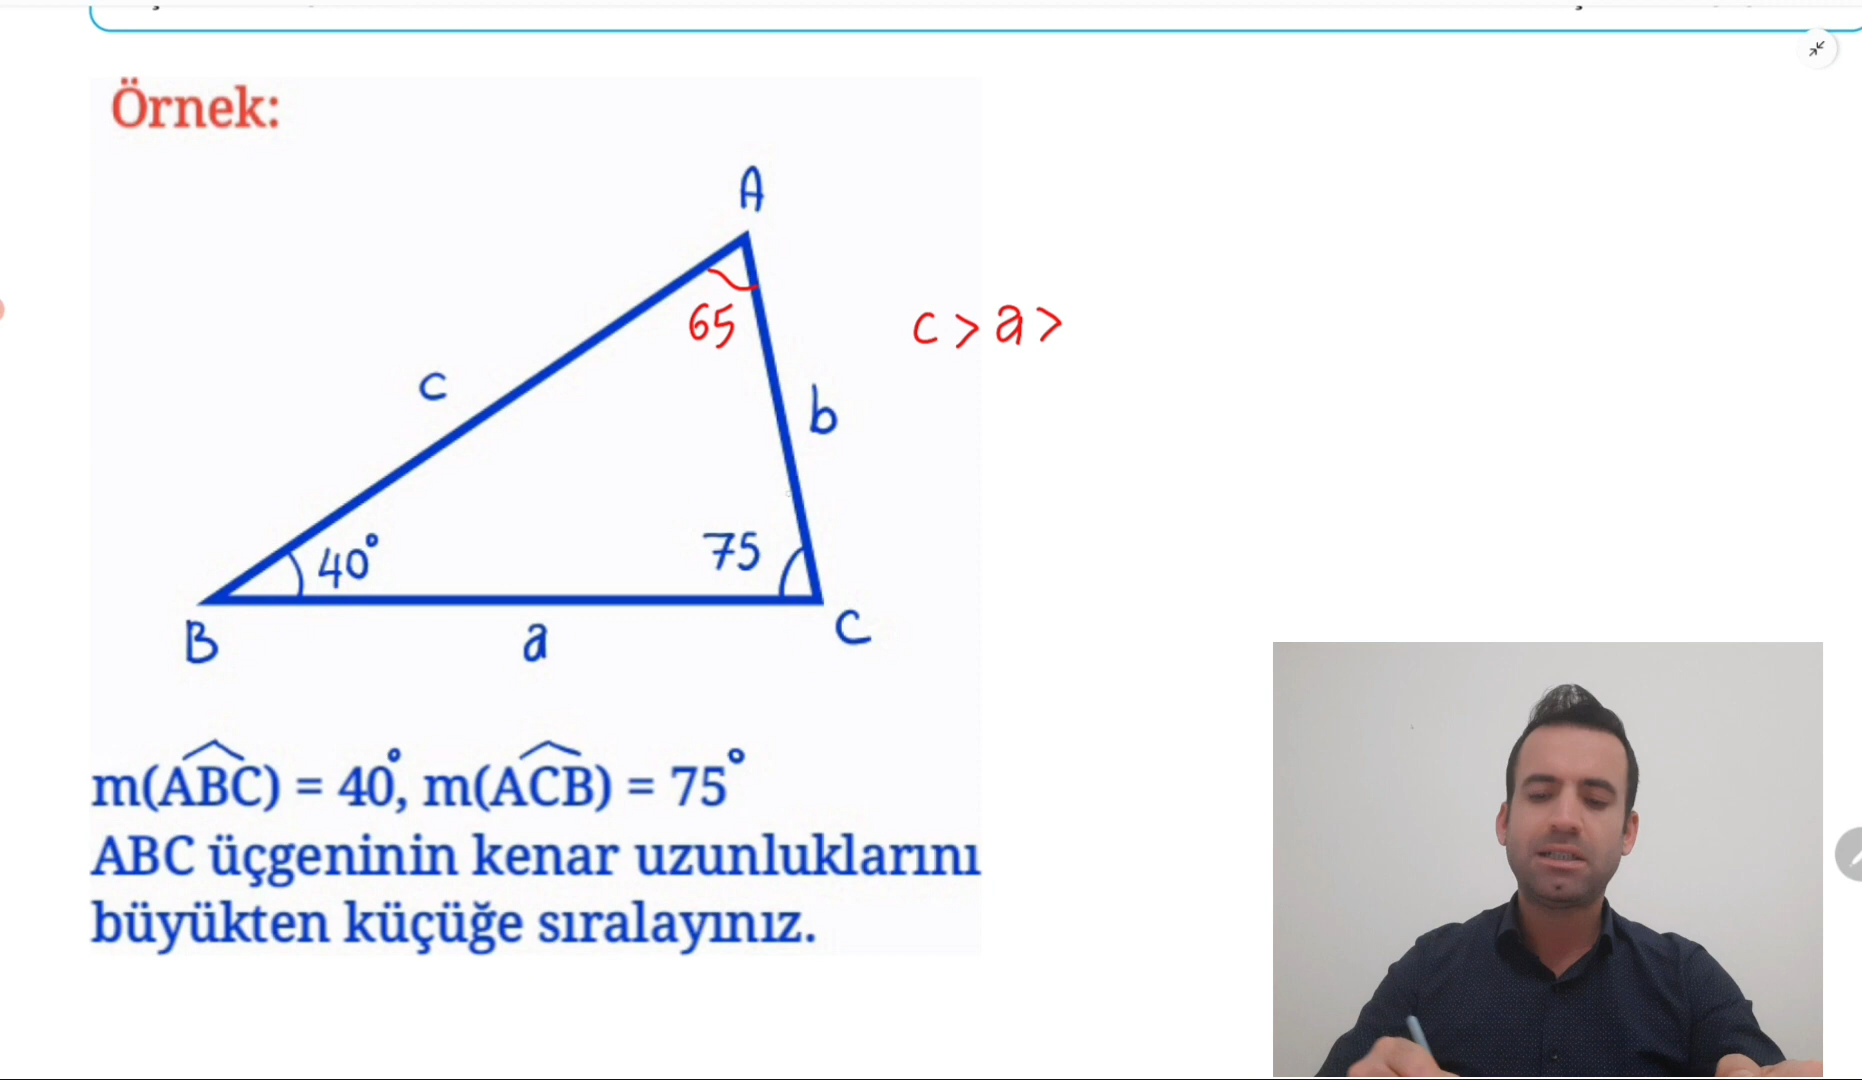 Örnek:
A
65
c > a >
c
b
40°
75
B
a
C
m(ABC) = 40°, m(ACB) = 75°
ABC üçgeninin kenar uzunluklarını
büyükten küçüğe sıralayınız.